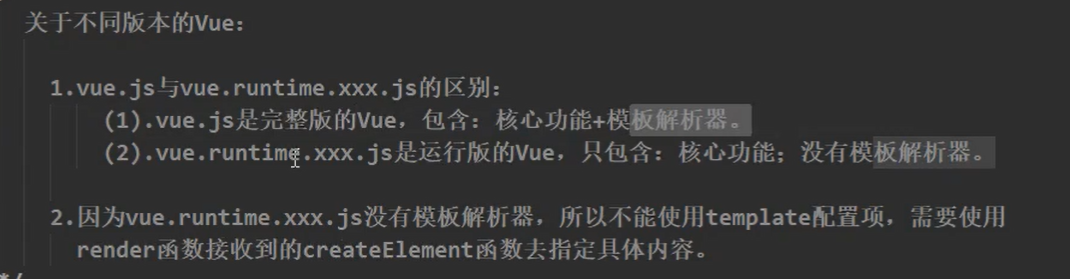 关于不同版本的Vue：
1.vue.js与vue.runtime.xxx.js的区别：
(1).vue.js是完整版的Vue，包含：核心功能+模板解析器。
(2).vue.runtime.xxx.js是运行版的Vue，只包含：核心功能；没有模板解析器。
2.因为vue.runtime.xxx.js没有模板解析器，所以不能使用template配置项，需要使用
render函数接收到的createElement函数去指定具体内容。
*/